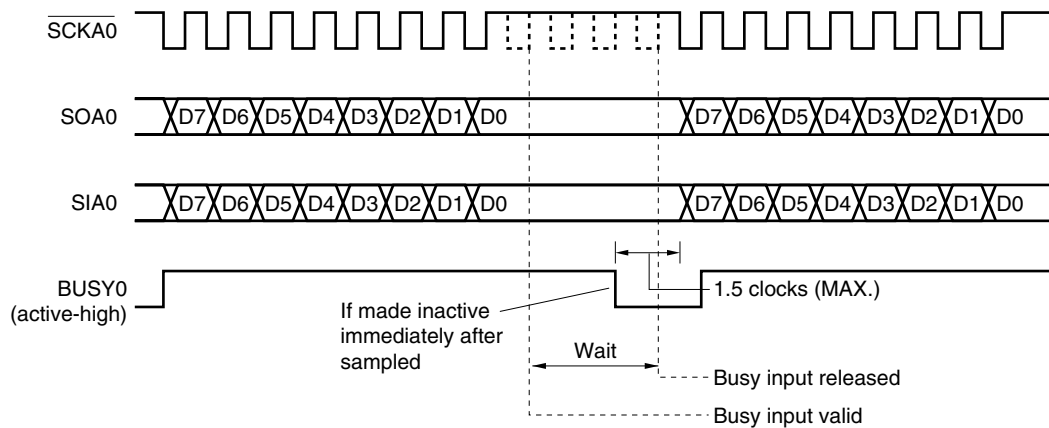 SCKA0
SOA0
D7 D6 D5 D4 D3 D2 D1 D0 D7 D6 D5 D4 D3 D2 D1 D0
SIA0
D7 D6 D5 D4 D3 D2 D1 D0 D7 D6 D5 D4 D3 D2 D1 D0
BUSY0
(active-high)
1.5 clocks (MAX.)
If made inactive
immediately after
sampled
Wait
Busy input released
Busy input valid